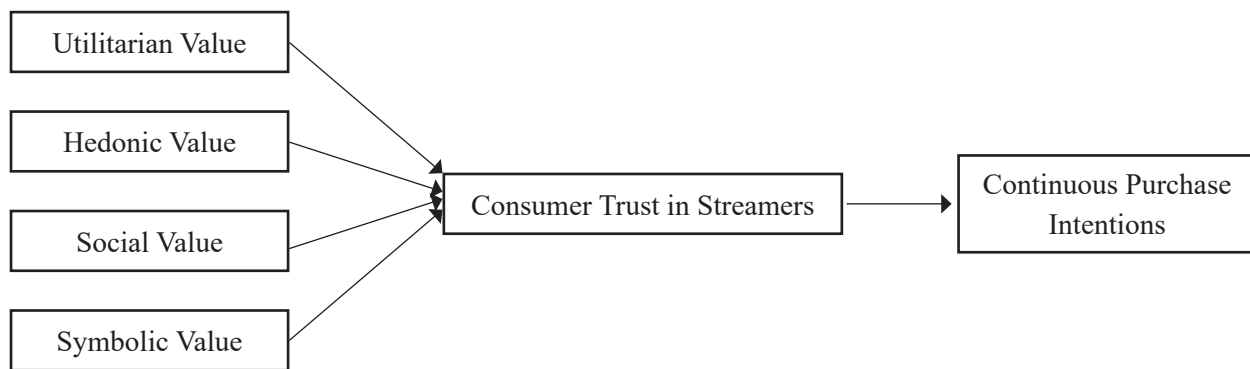 Utilitarian Value
Hedonic Value
Social Value
Symbolic Value
Consumer Trust in Streamers
Continuous Purchase
Intentions